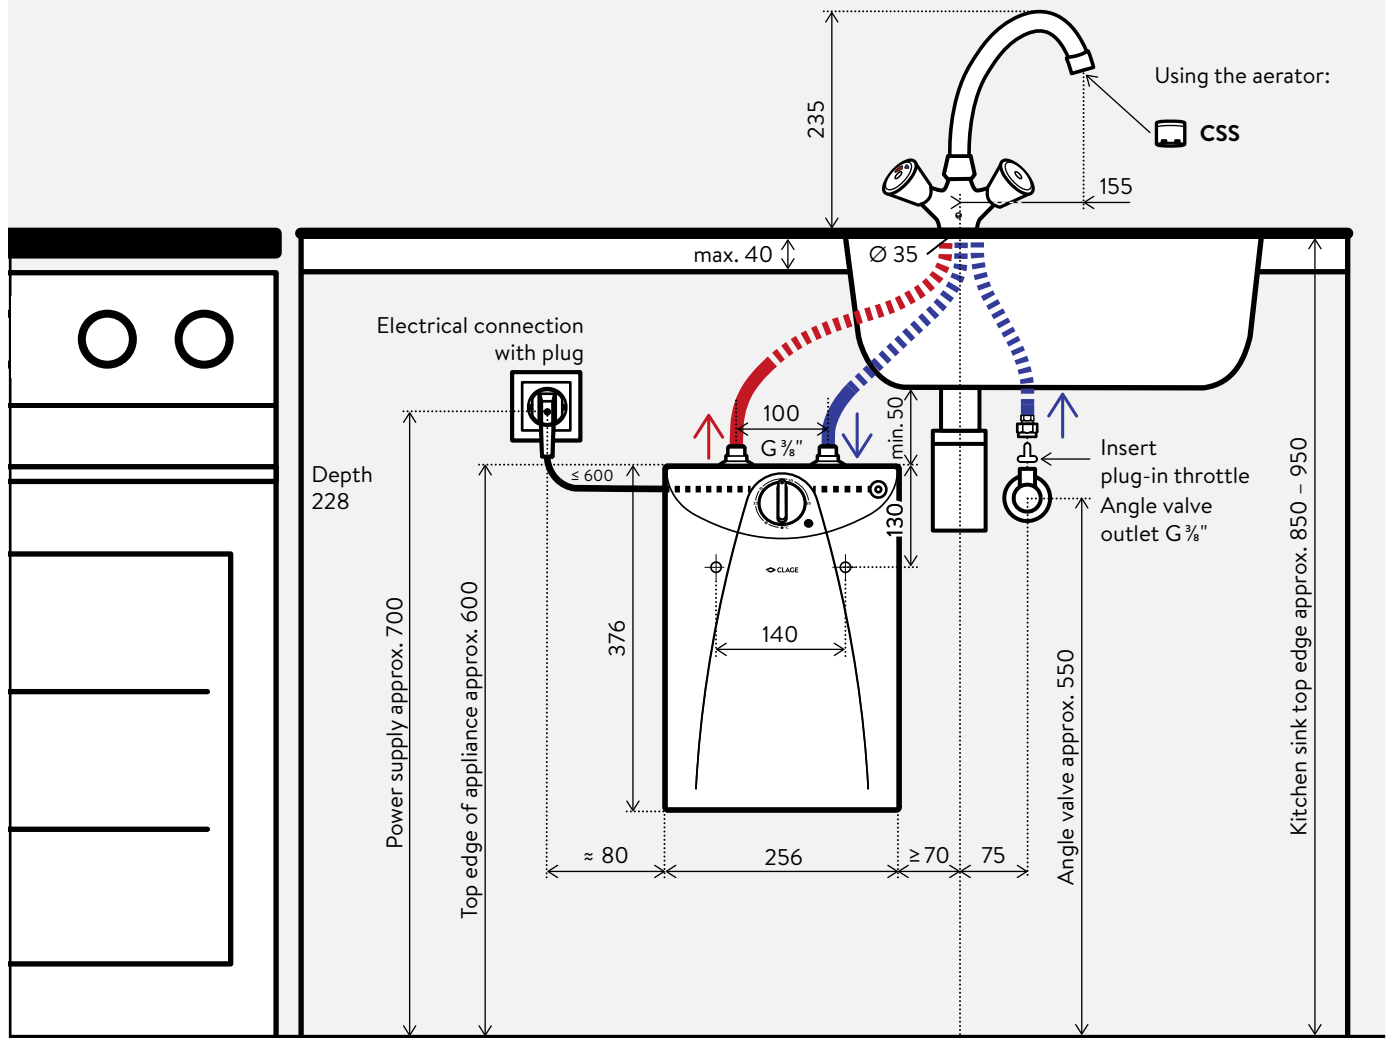 235
Using the aerator:
CSS
155
max. 40
Ø 35
Electrical connection
with plug
100
G ⅜"
min. 50
≤ 600
130
Depth
228
Insert
plug-in throttle
Angle valve
outlet G ⅜"
CLAGE
376
140
Power supply approx. 700
Top edge of appliance approx. 600
Angle valve approx. 550
Kitchen sink top edge approx. 850 – 950
≈ 80
256
≥ 70
75